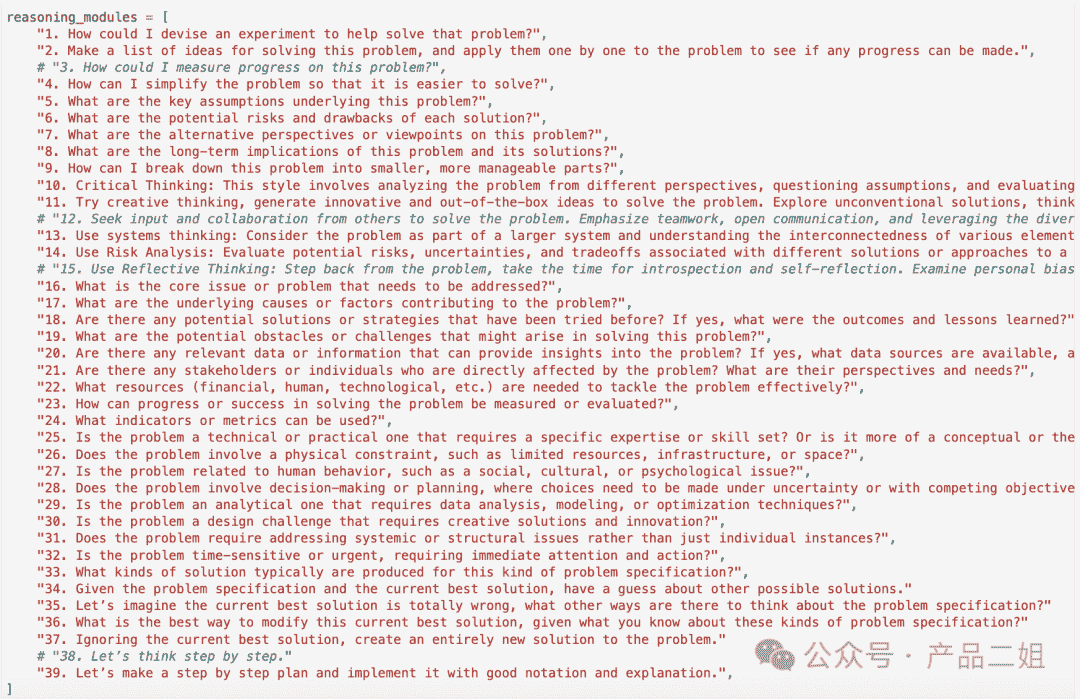 reasoning_modules = [
"1. How could I devise an experiment to help solve that problem?",
"2. Make a list of ideas for solving this problem, and apply them one by one to the problem to see if any progress can be made.",
# "3. How could I measure progress on this problem?",
"4. How can I simplify the problem so that it is easier to solve?",
"5. What are the key assumptions underlying this problem?",
"6. What are the potential risks and drawbacks of each solution?",
"7. What are the alternative perspectives or viewpoints on this problem?",
"8. What are the long-term implications of this problem and its solutions?",
"9. How can I break down this problem into smaller, more manageable parts?",
"10. Critical Thinking: This style involves analyzing the problem from different perspectives, questioning assumptions, and evaluating
"11. Try creative thinking, generate innovative and out-of-the-box ideas to solve the problem. Explore unconventional solutions, think
# "12. Seek input and collaboration from others to solve the problem. Emphasize teamwork, open communication, and leveraging the diver
"13. Use systems thinking: Consider the problem as part of a larger system and understanding the interconnectedness of various element
"14. Use Risk Analysis: Evaluate potential risks, uncertainties, and tradeoffs associated with different solutions or approaches to a
# "15. Use Reflective Thinking: Step back from the problem, take the time for introspection and self-reflection. Examine personal bias
"16. What is the core issue or problem that needs to be addressed?",
"17. What are the underlying causes or factors contributing to the problem?",
"18. Are there any potential solutions or strategies that have been tried before? If yes, what were the outcomes and lessons learned?"
"19. What are the potential obstacles or challenges that might arise in solving this problem?",
"20. Are there any relevant data or information that can provide insights into the problem? If yes, what data sources are available, a
"21. Are there any stakeholders or individuals who are directly affected by the problem? What are their perspectives and needs?",
"22. What resources (financial, human, technological, etc.) are needed to tackle the problem effectively?",
"23. How can progress or success in solving the problem be measured or evaluated?",
"24. What indicators or metrics can be used?",
"25. Is the problem a technical or practical one that requires a specific expertise or skill set? Or is it more of a conceptual or the
"26. Does the problem involve a physical constraint, such as limited resources, infrastructure, or space?",
"27. Is the problem related to human behavior, such as a social, cultural, or psychological issue?",
"28. Does the problem involve decision-making or planning, where choices need to be made under uncertainty or with competing objective
"29. Is the problem an analytical one that requires data analysis, modeling, or optimization techniques?",
"30. Is the problem a design challenge that requires creative solutions and innovation?",
"31. Does the problem require addressing systemic or structural issues rather than just individual instances?",
"32. Is the problem time-sensitive or urgent, requiring immediate attention and action?",
"33. What kinds of solution typically are produced for this kind of problem specification?",
"34. Given the problem specification and the current best solution, have a guess about other possible solutions."
"35. Let’s imagine the current best solution is totally wrong, what other ways are there to think about the problem specification?"
"36. What is the best way to modify this current best solution, given what you know about these kinds of problem specification?"
"37. Ignoring the current best solution, create an entirely new solution to the problem."
# "38. Let’s think step by step."
"39. Let’s make a step by step plan and implement it with good notation and explanation.",
]
公众号 · 产品二姐